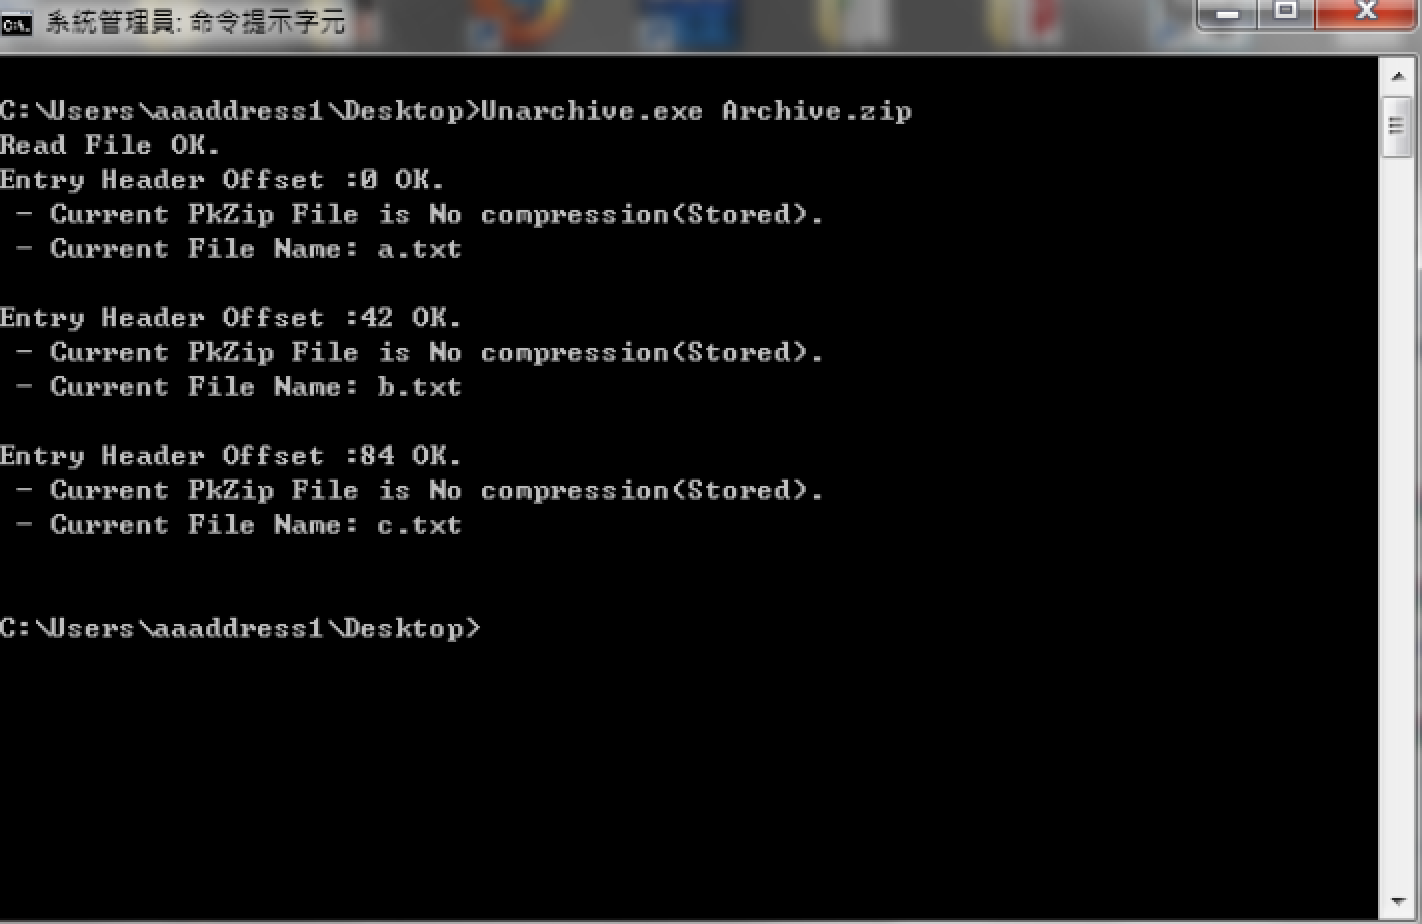 系統管理員: 命令提示字元
C:\Users\aaaddress1\Desktop>Unarchive.exe Archive.zip
Read File OK.
Entry Header Offset :0 OK.
 - Current PkZip File is No compression(Stored).
 - Current File Name: a.txt
Entry Header Offset :42 OK.
 - Current PkZip File is No compression(Stored).
 - Current File Name: b.txt
Entry Header Offset :84 OK.
 - Current PkZip File is No compression(Stored).
 - Current File Name: c.txt
C:\Users\aaaddress1\Desktop>